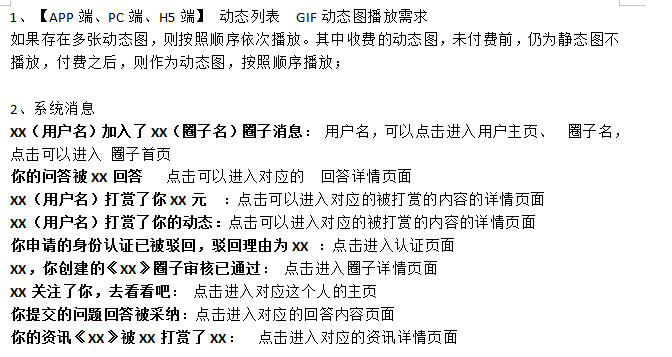 1、【APP 端、PC 端、H5 端】 动态列表 GIF 动态图播放需求
如果存在多张动态图，则按照顺序依次播放。其中收费的动态图，未付费前，仍为静态图不
播放，付费之后，则作为动态图，按照顺序播放；
2、系统消息
xx（用户名）加入了 xx（圈子名）圈子消息： 用户名，可以点击进入用户主页、 圈子名，
点击可以进入 圈子首页
你的问答被 xx 回答 点击可以进入对应的 回答详情页面
xx（用户名）打赏了你 xx 元 ：点击可以进入对应的被打赏的内容的详情页面
xx（用户名）打赏了你的动态：点击可以进入对应的被打赏的内容的详情页面
你申请的身份认证已被驳回，驳回理由为 xx ：点击进入认证页面
xx，你创建的《xx》圈子审核已通过： 点击进入圈子详情页面
xx 关注了你，去看看吧： 点击进入对应这个人的主页
你提交的问题回答被采纳：点击进入对应的回答内容页面
你的资讯《xx》被 xx 打赏了 xx： 点击进入对应的资讯详情页面